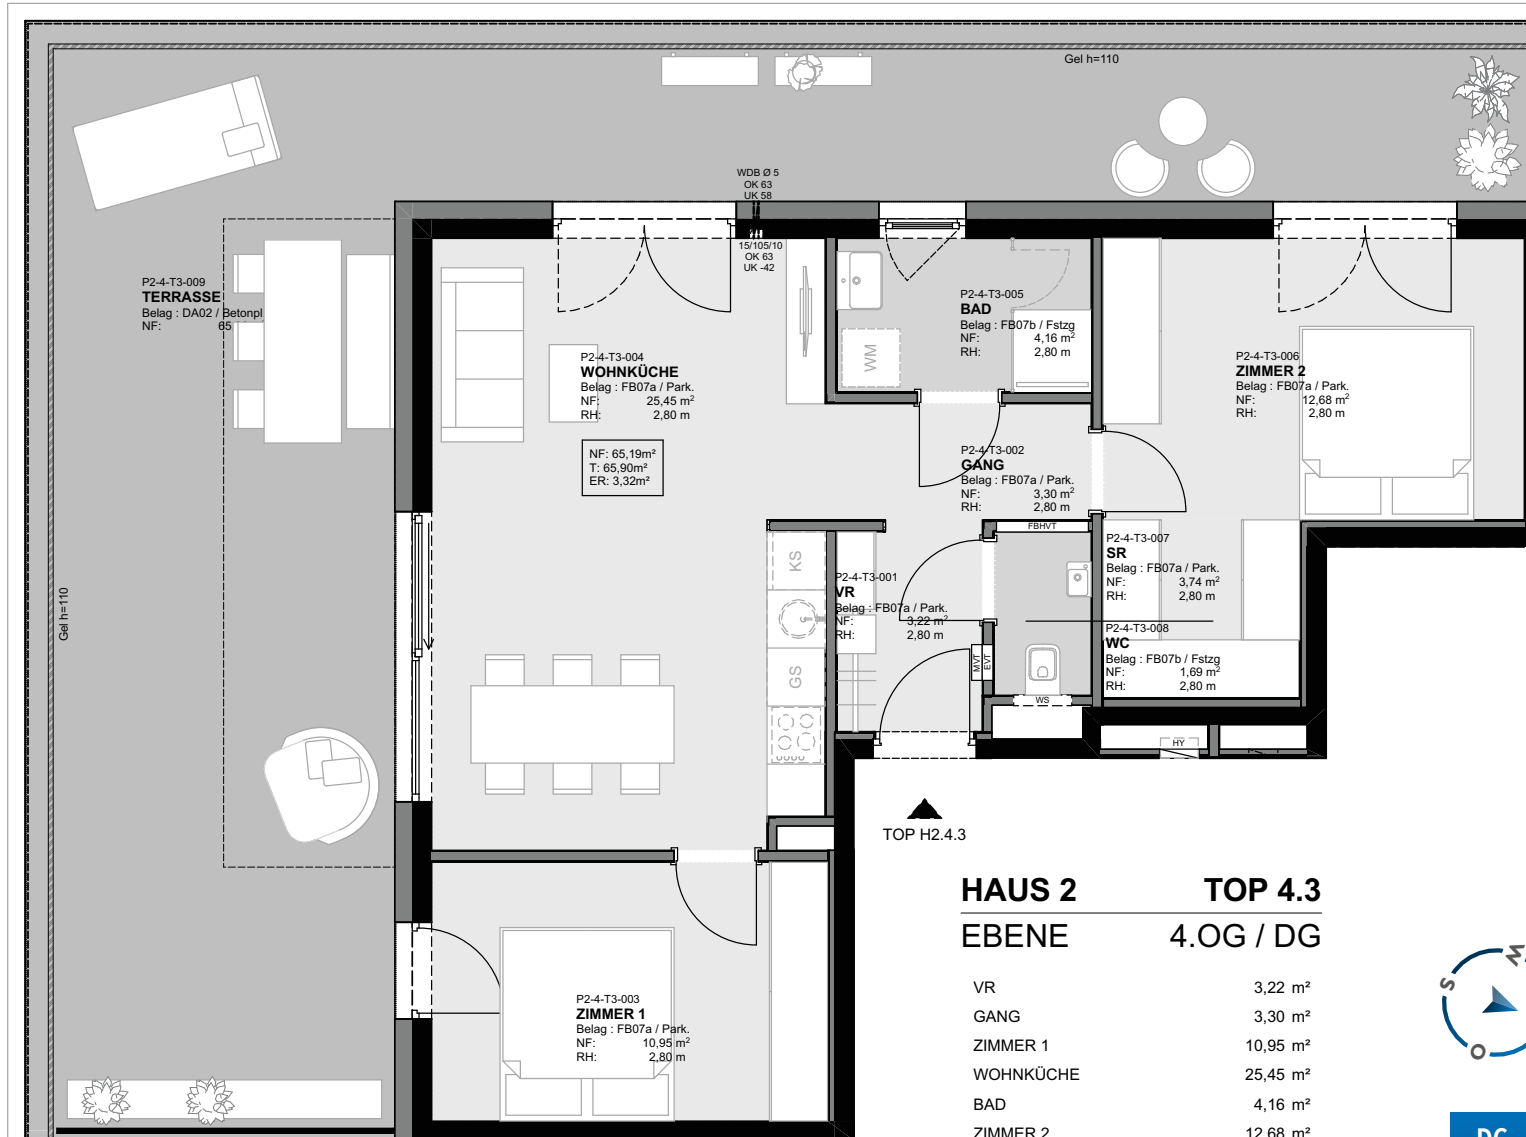 Gel h=110
WDB Ø 5
OK 63
UK 58
15/105/10
OK 63
UK -42
P2-4-T3-009
TERRASSE
Belag : DA02 / Betonpl
NF: 65
P2-4-T3-005
BAD
Belag : FB07b / Fstzg
NF: 4,16 m²
RH: 2,80 m
WM
P2-4-T3-004
WOHNKÜCHE
Belag : FB07a / Park.
NF: 25,45 m²
RH: 2,80 m
P2-4-T3-006
ZIMMER 2
Belag : FB07a / Park.
NF: 12,68 m²
RH: 2,80 m
NF: 65,19m²
T: 65,90m²
ER: 3,32m²
P2-4-T3-002
GANG
Belag : FB07a / Park.
NF: 3,30 m²
RH: 2,80 m
FBHVT
KS
P2-4-T3-007
SR
Belag : FB07a / Park.
NF: 3,74 m²
RH: 2,80 m
P2-4-T3-001
VR
Belag : FB07a / Park.
NF: 3,22 m²
RH: 2,80 m
Gel h=110
P2-4-T3-008
WC
Belag : FB07b / Fstzg
NF: 1,69 m²
RH: 2,80 m
GS
MVT
EVT
WS
HY
TOP H2.4.3
HAUS 2 TOP 4.3
EBENE 4.OG / DG
VR 3,22 m²
GANG 3,30 m²
ZIMMER 1 10,95 m²
WOHNKÜCHE 25,45 m²
BAD 4,16 m²
ZIMMER 2 12,68 m²
P2-4-T3-003
ZIMMER 1
Belag : FB07a / Park.
NF: 10,95 m²
RH: 2,80 m
S
O